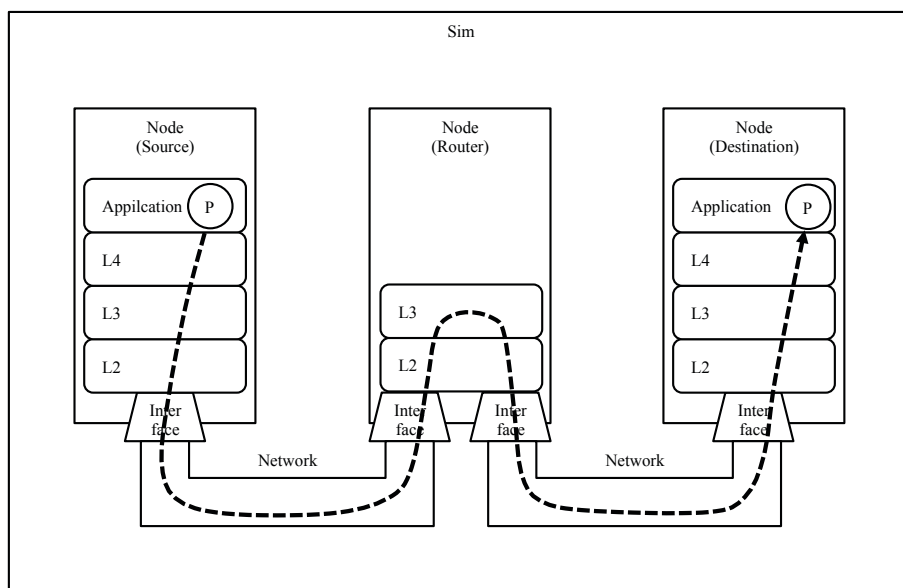 Sim
Node
(Source)
Appilcation
P
L4
L3
L2
Inter
face
Network
Node
(Router)
L3
L2
Inter
face
Inter
face
Network
Node
(Destination)
Application
P
L4
L3
L2
Inter
face